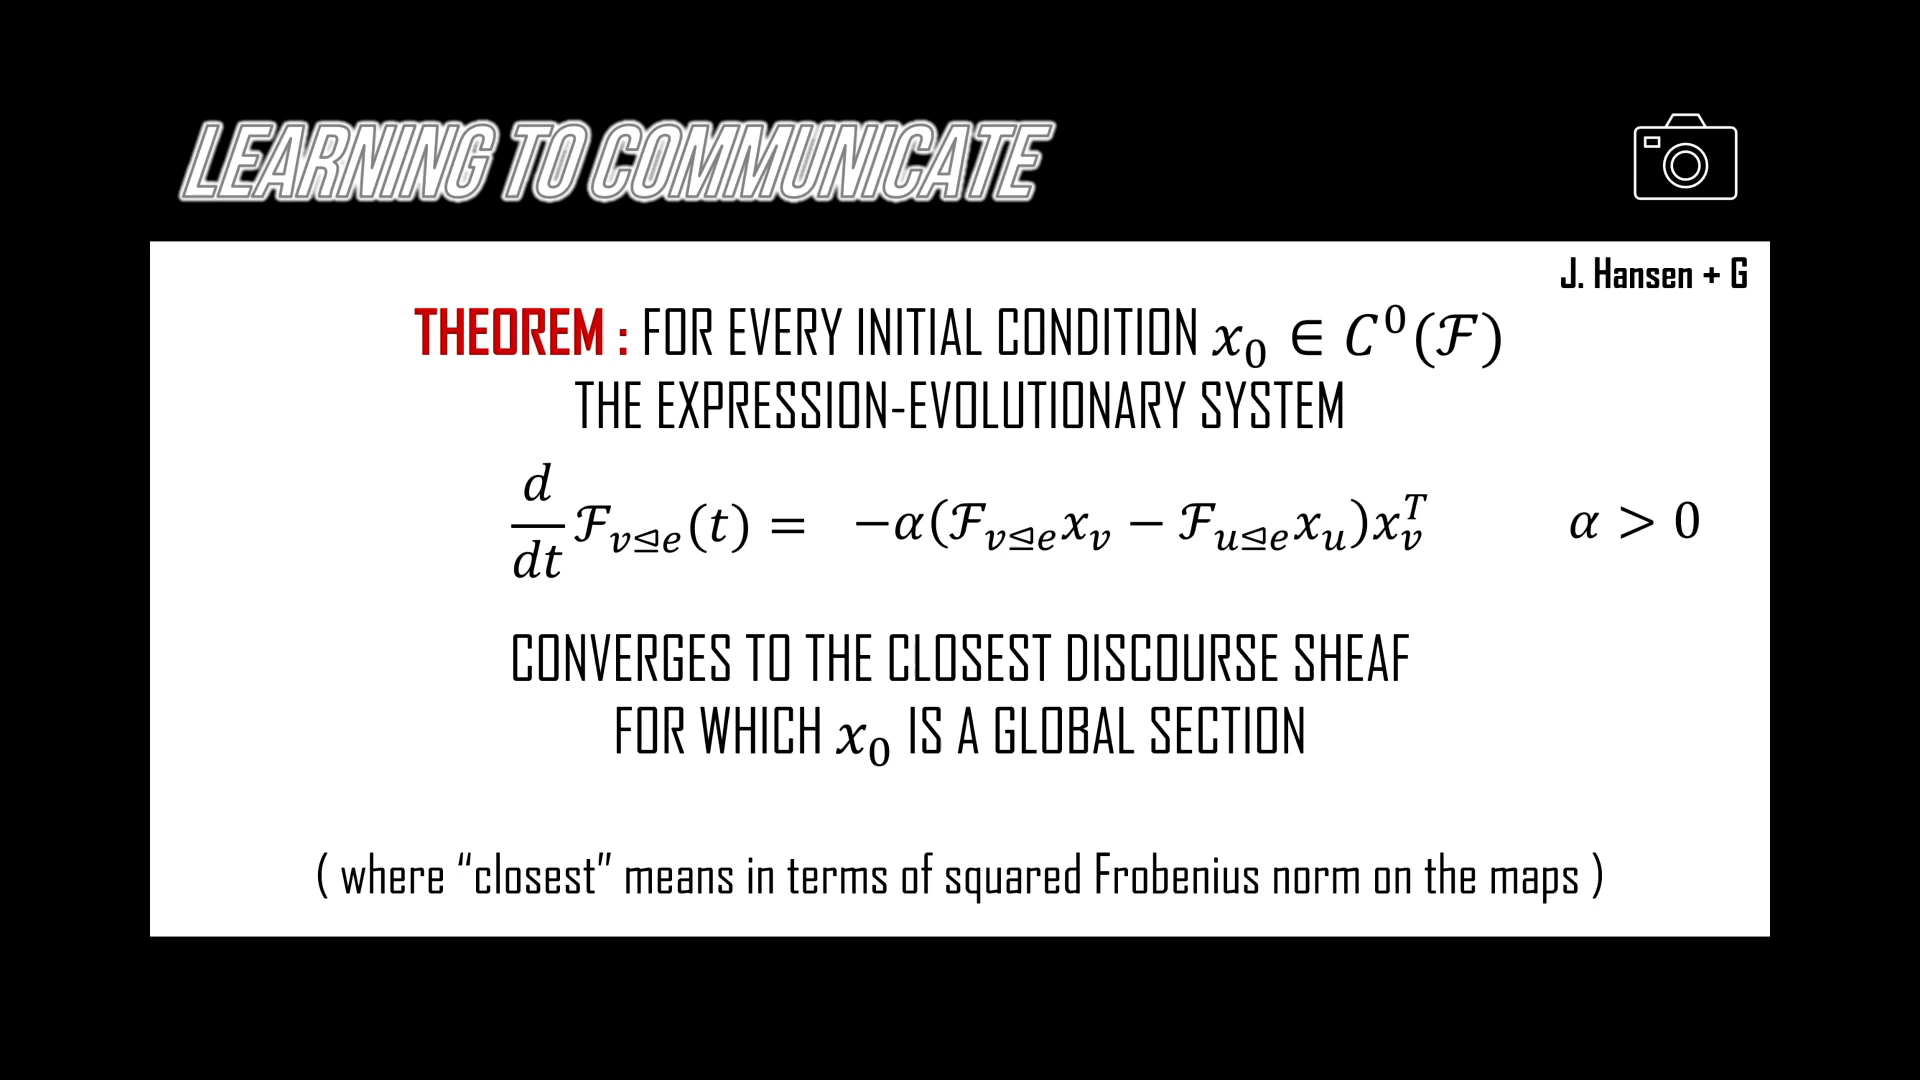 LEARNING TO COMMUNICATE
J. Hansen + G
THEOREM : FOR EVERY INITIAL CONDITION x₀ ∈ C⁰(ℱ)
THE EXPRESSION-EVOLUTIONARY SYSTEM
d/dt ℱ_{v⊴e}(t) = −α(ℱ_{v⊴e}x_v − ℱ_{u⊴e}x_u)x_v^T α > 0
CONVERGES TO THE CLOSEST DISCOURSE SHEAF
FOR WHICH x₀ IS A GLOBAL SECTION
( where “closest” means in terms of squared Frobenius norm on the maps )